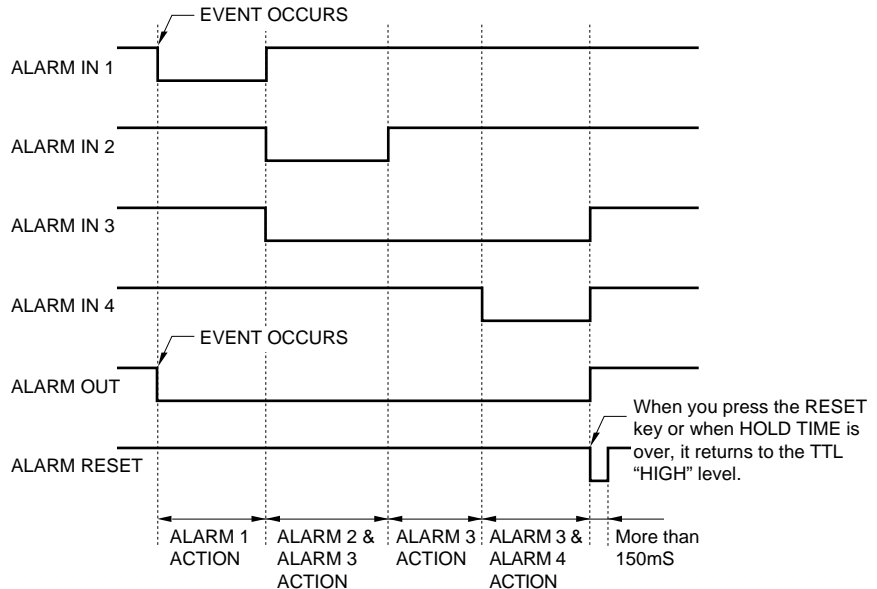 EVENT OCCURS
ALARM IN 1
ALARM IN 2
ALARM IN 3
ALARM IN 4
EVENT OCCURS
ALARM OUT
When you press the RESET
key or when HOLD TIME is
over, it returns to the TTL
“HIGH” level.
ALARM RESET
ALARM 1
ACTION
ALARM 2 &
ALARM 3
ACTION
ALARM 3
ACTION
ALARM 3 &
ALARM 4
ACTION
More than
150mS